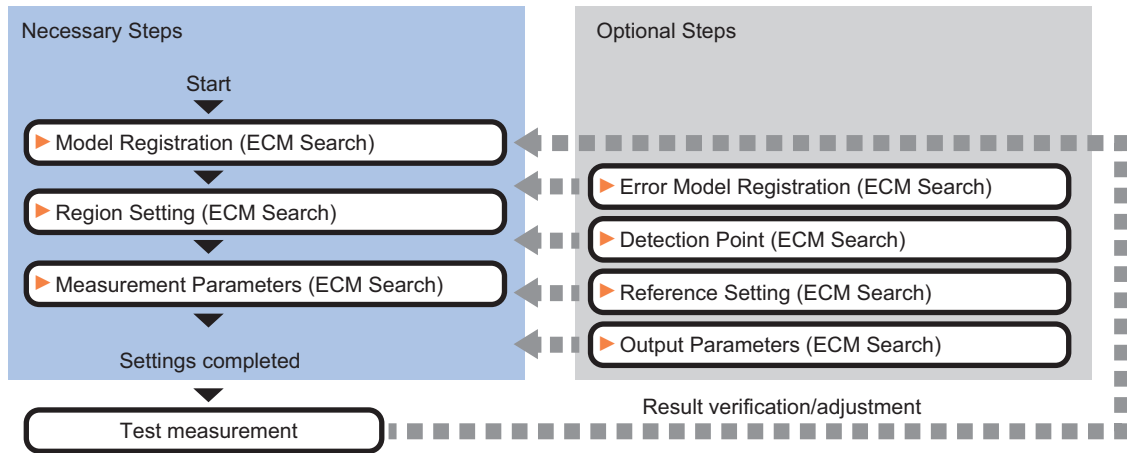 Necessary Steps
Start
Model Registration (ECM Search)
Region Setting (ECM Search)
Measurement Parameters (ECM Search)
Settings completed
Test measurement
Optional Steps
Error Model Registration (ECM Search)
Detection Point (ECM Search)
Reference Setting (ECM Search)
Output Parameters (ECM Search)
Result verification/adjustment